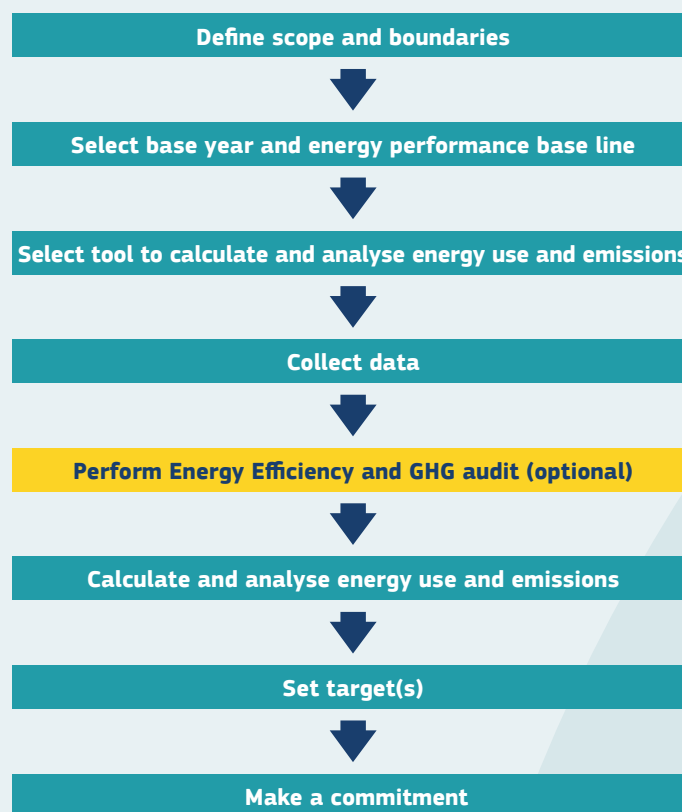 Define scope and boundaries
Select base year and energy performance base line
Select tool to calculate and analyse energy use and emissions
Collect data
Perform Energy Efficiency and GHG audit (optional)
Calculate and analyse energy use and emissions
Set target(s)
Make a commitment